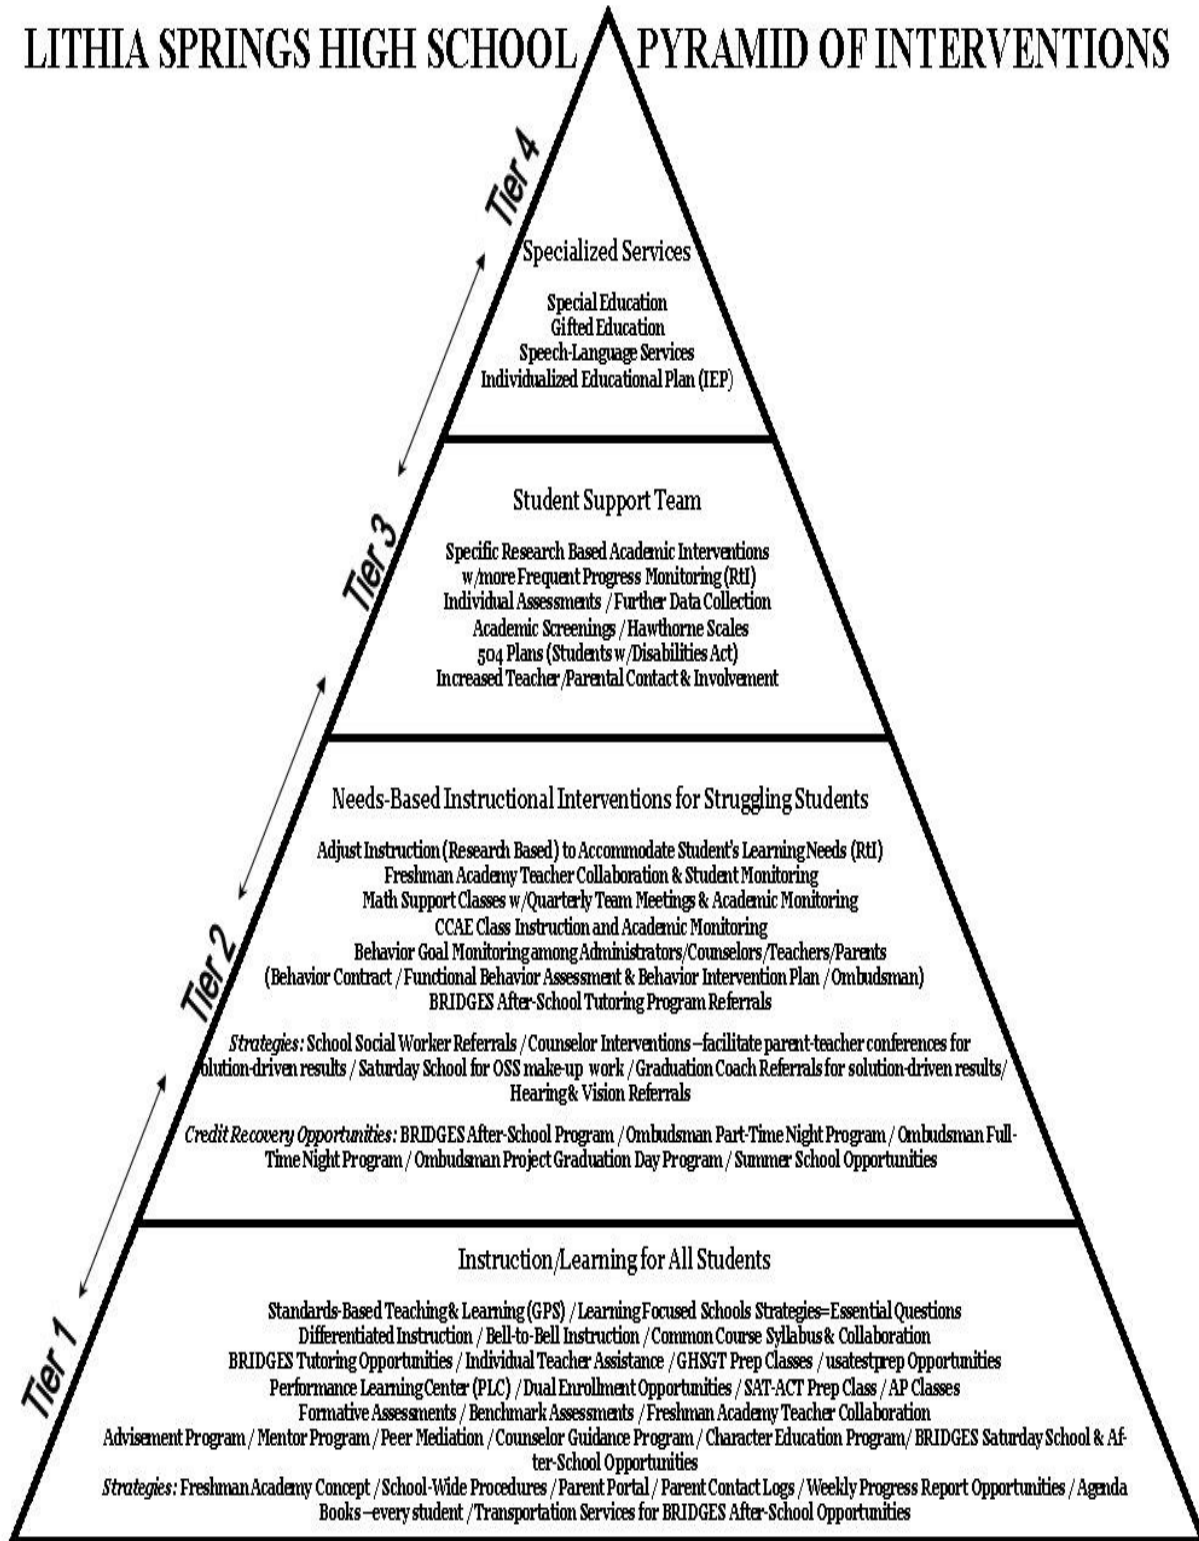 LITHIA SPRINGS HIGH SCHOOL PYRAMID OF INTERVENTIONS
Tier 4
Specialized Services
Special Education
Gifted Education
Speech-Language Services
Individualized Educational Plan (IEP)
Tier 3
Student Support Team
Specific Research Based Academic Interventions
w/more Frequent Progress Monitoring (RtI)
Individual Assessments / Further Data Collection
Academic Screenings / Hawthorne Scales
504 Plans (Students w/Disabilities Act)
Increased Teacher/Parental Contact & Involvement
Tier 2
Needs-Based Instructional Interventions for Struggling Students
Adjust Instruction (Research Based) to Accommodate Student's Learning Needs (RtI)
Freshman Academy Teacher Collaboration & Student Monitoring
Math Support Classes w/Quarterly Team Meetings & Academic Monitoring
CCAE Class Instruction and Academic Monitoring
Behavior Goal Monitoring among Administrators/Counselors/Teachers/Parents
(Behavior Contract / Functional Behavior Assessment & Behavior Intervention Plan / Ombudsman)
BRIDGES After-School Tutoring Program Referrals
Strategies: School Social Worker Referrals / Counselor Interventions–facilitate parent-teacher conferences for
olution-driven results / Saturday School for OSS make-up work / Graduation Coach Referrals for solution-driven results/
Hearing & Vision Referrals
Credit Recovery Opportunities: BRIDGES After-School Program / Ombudsman Part-Time Night Program / Ombudsman Full-
Time Night Program / Ombudsman Project Graduation Day Program / Summer School Opportunities
Tier 1
Instruction/Learning for All Students
Standards-Based Teaching & Learning (GPS) / Learning Focused Schools Strategies=Essential Questions
Differentiated Instruction / Bell-to-Bell Instruction / Common Course Syllabus & Collaboration
BRIDGES Tutoring Opportunities / Individual Teacher Assistance / GHSGT Prep Classes / usatestprep Opportunities
Performance Learning Center (PLC) / Dual Enrollment Opportunities / SAT-ACT Prep Class / AP Classes
Formative Assessments / Benchmark Assessments / Freshman Academy Teacher Collaboration
Advisement Program / Mentor Program / Peer Mediation / Counselor Guidance Program / Character Education Program/ BRIDGES Saturday School & Af-
ter-School Opportunities
Strategies: Freshman Academy Concept / School-Wide Procedures / Parent Portal / Parent Contact Logs / Weekly Progress Report Opportunities / Agenda
Books –every student / Transportation Services for BRIDGES After-School Opportunities